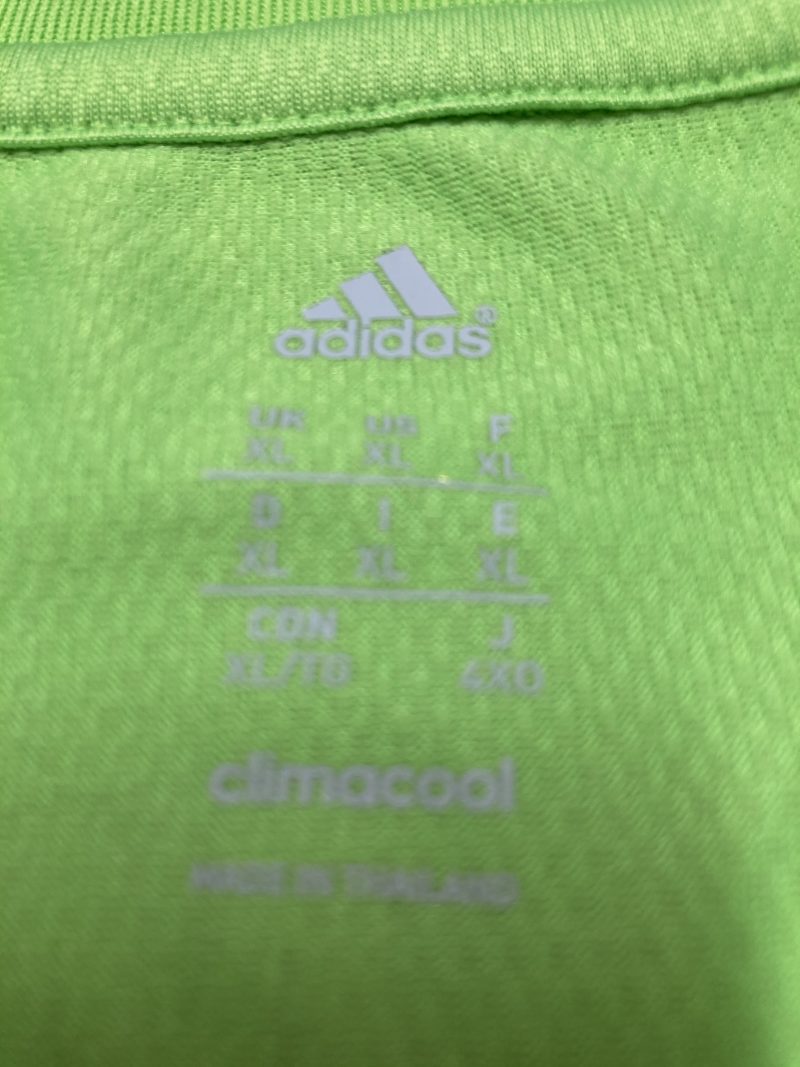 adidas®
UK US F
XL XL XL
D I E
XL XL XL
CDN J
XL/TG 4XO
climacool
MADE IN THAILAND